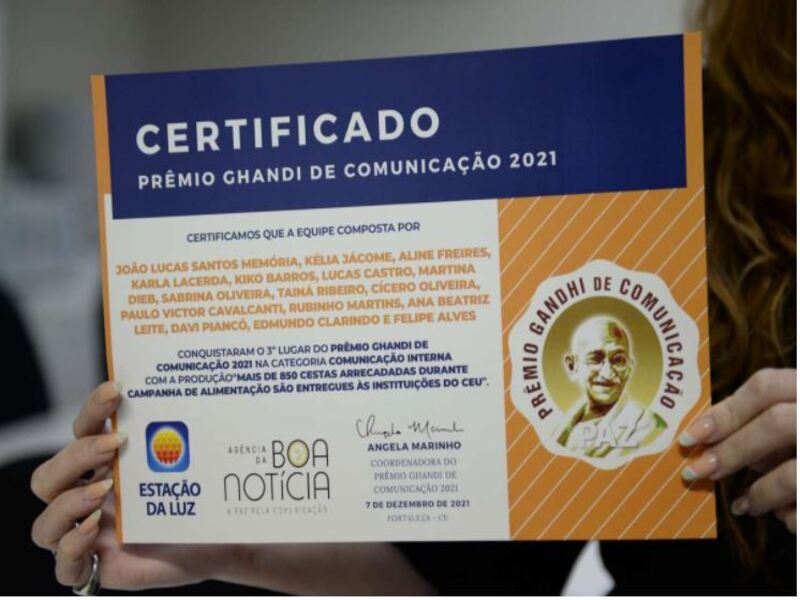 CERTIFICADO
PRÊMIO GHANDI DE COMUNICAÇÃO 2021
CERTIFICAMOS QUE A EQUIPE COMPOSTA POR
JOÃO LUCAS SANTOS MEMÓRIA, KÉLIA JÁCOME, ALINE FREIRES,
KARLA LACERDA, KIKO BARROS, LUCAS CASTRO, MARTINA
DIEB, SABRINA OLIVEIRA, TAINÁ RIBEIRO, CÍCERO OLIVEIRA,
PAULO VICTOR CAVALCANTI, RUBINHO MARTINS, ANA BEATRIZ
LEITE, DAVI PIANCÓ, EDMUNDO CLARINDO E FELIPE ALVES
CONQUISTARAM O 3º LUGAR DO PRÊMIO GHANDI DE
COMUNICAÇÃO 2021 NA CATEGORIA COMUNICAÇÃO INTERNA
COM A PRODUÇÃO"MAIS DE 850 CESTAS ARRECADADAS DURANTE
CAMPANHA DE ALIMENTAÇÃO SÃO ENTREGUES ÀS INSTITUIÇÕES DO CEU".
ESTAÇÃO
DA LUZ
AGÊNCIA
DA
BOA
NOTÍCIA
A PAZ PELA COMUNICAÇÃO
Angela Marinho
ANGELA MARINHO
COORDENADORA DO
PRÊMIO GHANDI DE
COMUNICAÇÃO 2021
7 DE DEZEMBRO DE 2021
FORTALEZA - CE
PRÊMIO GANDHI DE COMUNICAÇÃO
PAZ